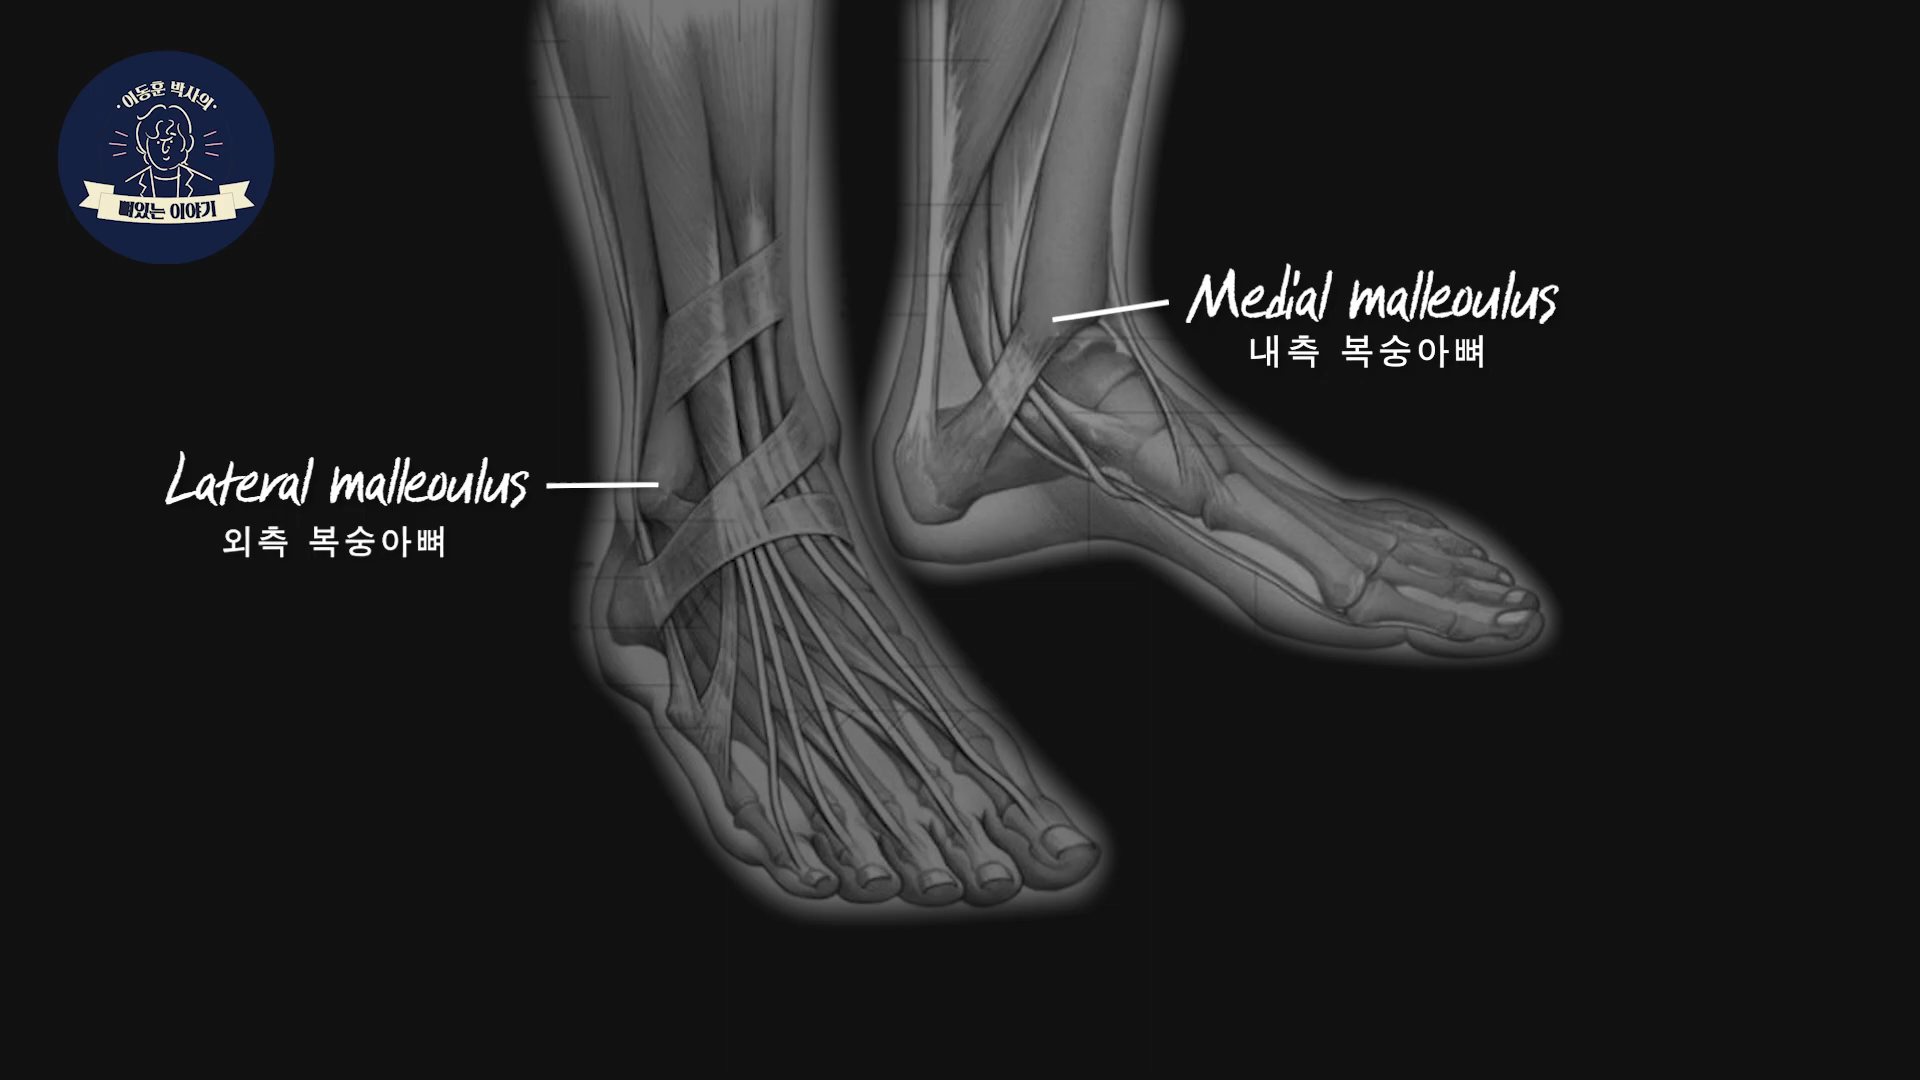 ·이동훈 박사의·
뼈있는 이야기
Medial malleoulus
내측 복숭아뼈
Lateral malleoulus
외측 복숭아뼈